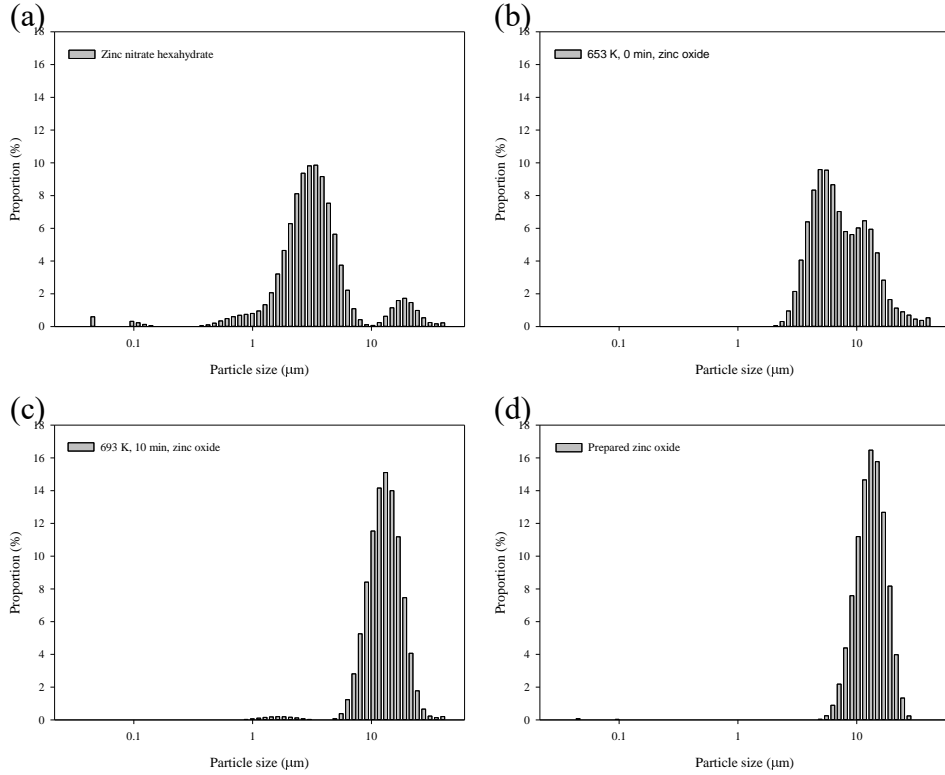 (a)
18
16
14
12
10
8
6
4
2
0
Proportion (%)
Zinc nitrate hexahydrate
0.1 1 10
Particle size (μm)
(b)
18
16
14
12
10
8
6
4
2
0
Proportion (%)
653 K, 0 min, zinc oxide
0.1 1 10
Particle size (μm)
(c)
18
16
14
12
10
8
6
4
2
0
Proportion (%)
693 K, 10 min, zinc oxide
0.1 1 10
Particle size (μm)
(d)
18
16
14
12
10
8
6
4
2
0
Proportion (%)
Prepared zinc oxide
0.1 1 10
Particle size (μm)